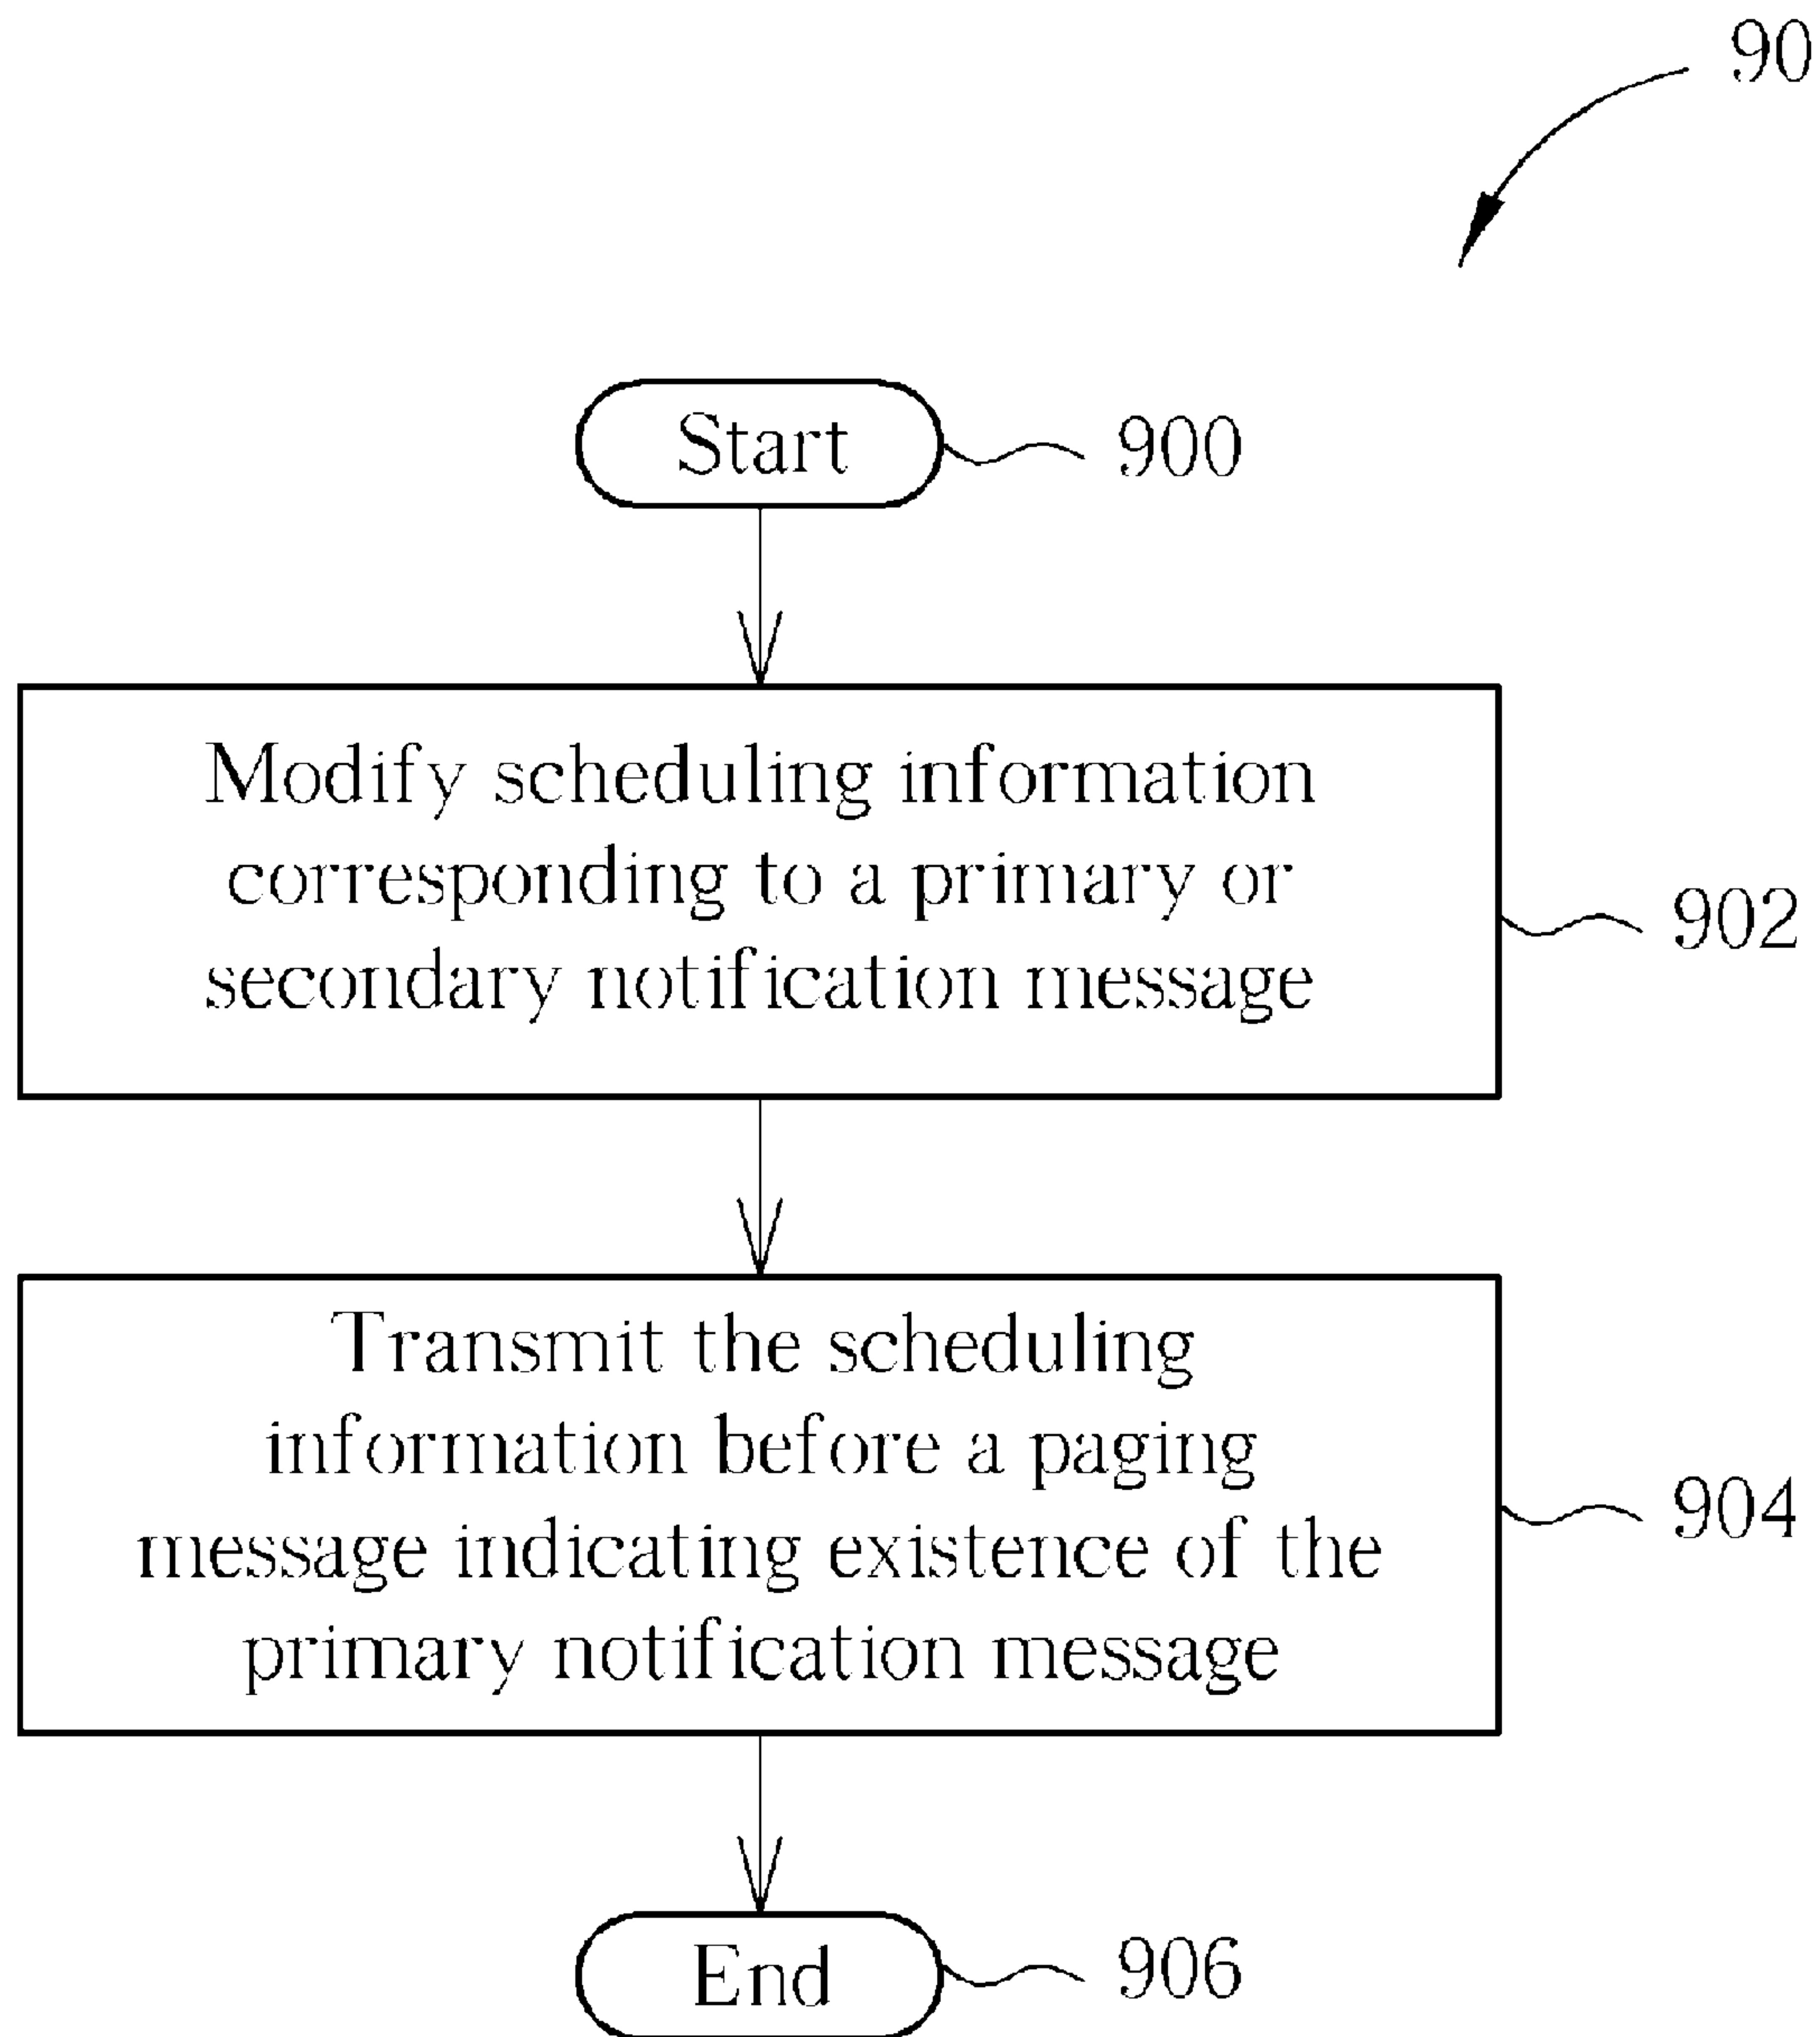 90
Start
900
Modify scheduling information
corresponding to a primary or
secondary notification message
902
Transmit the scheduling
information before a paging
message indicating existence of the
primary notification message
904
End
906